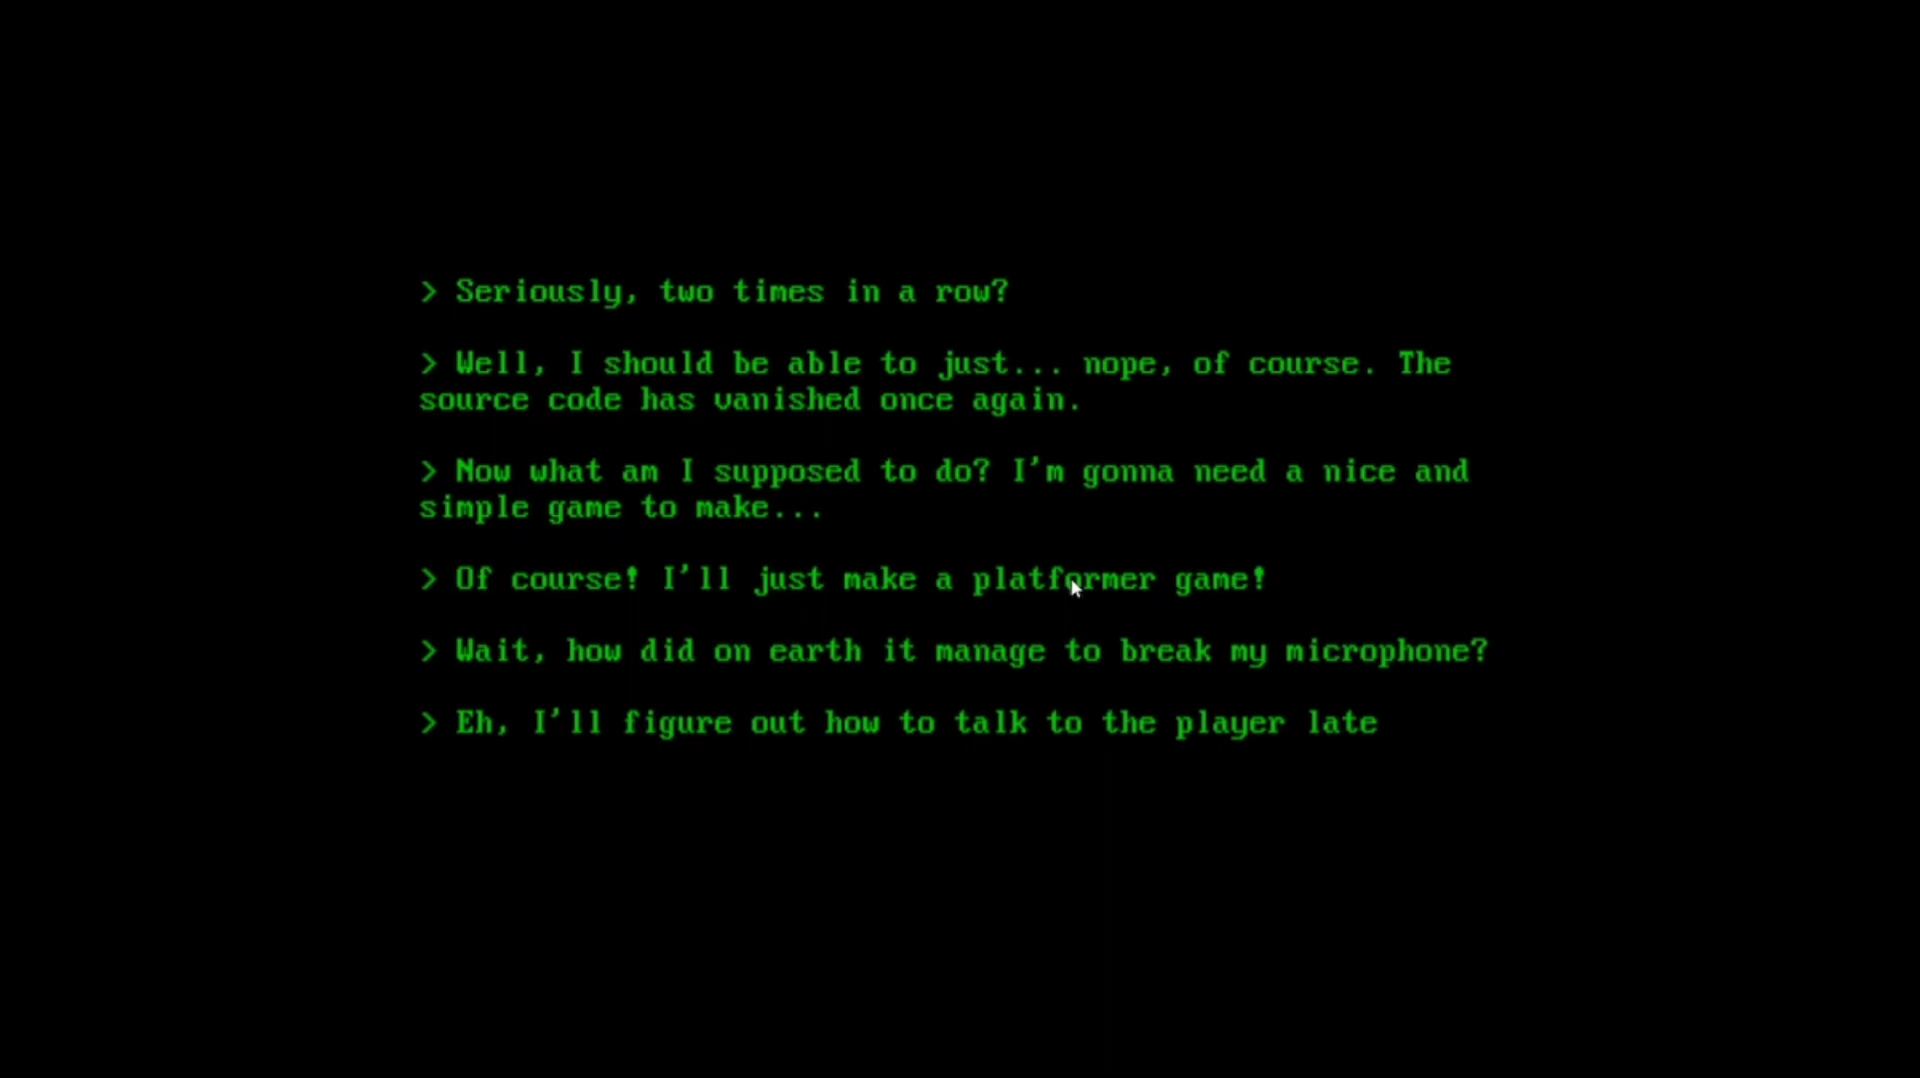 > Seriously, two times in a row?
> Well, I should be able to just... nope, of course. The
source code has vanished once again.
> Now what am I supposed to do? I'm gonna need a nice and
simple game to make...
> Of course! I'll just make a platformer game!
> Wait, how did on earth it manage to break my microphone?
> Eh, I'll figure out how to talk to the player late